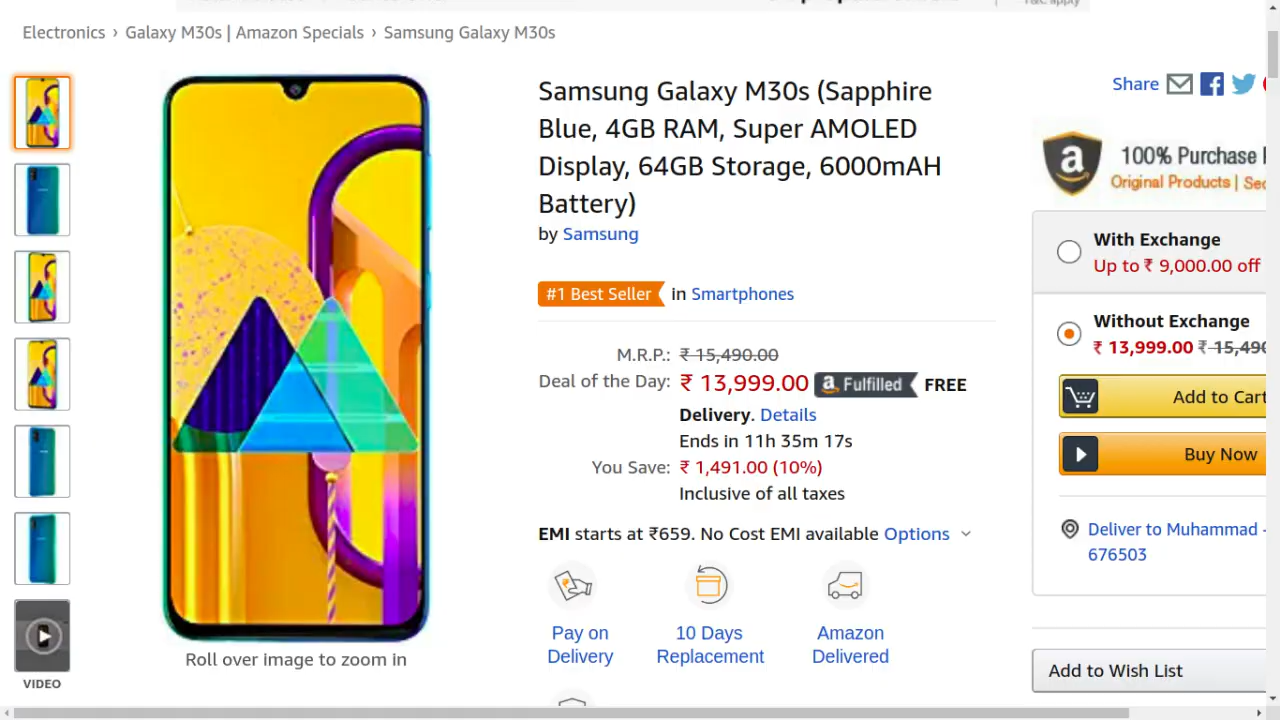 T&C apply
Electronics › Galaxy M30s | Amazon Specials › Samsung Galaxy M30s
Samsung Galaxy M30s (Sapphire
Blue, 4GB RAM, Super AMOLED
Display, 64GB Storage, 6000mAH
Battery)
by Samsung
#1 Best Seller in Smartphones
M.R.P.: ₹ 15,490.00
Deal of the Day: ₹ 13,999.00 a Fulfilled FREE
Delivery. Details
Ends in 11h 35m 17s
You Save: ₹ 1,491.00 (10%)
Inclusive of all taxes
EMI starts at ₹659. No Cost EMI available Options
Pay on
Delivery
10 Days
Replacement
Amazon
Delivered
Roll over image to zoom in
VIDEO
Share
a 100% Purchase
Original Products |
With Exchange
Up to ₹ 9,000.00 off
Without Exchange
₹ 13,999.00 ₹ 15,490
Add to Cart
Buy Now
Deliver to Muhammad -
676503
Add to Wish List